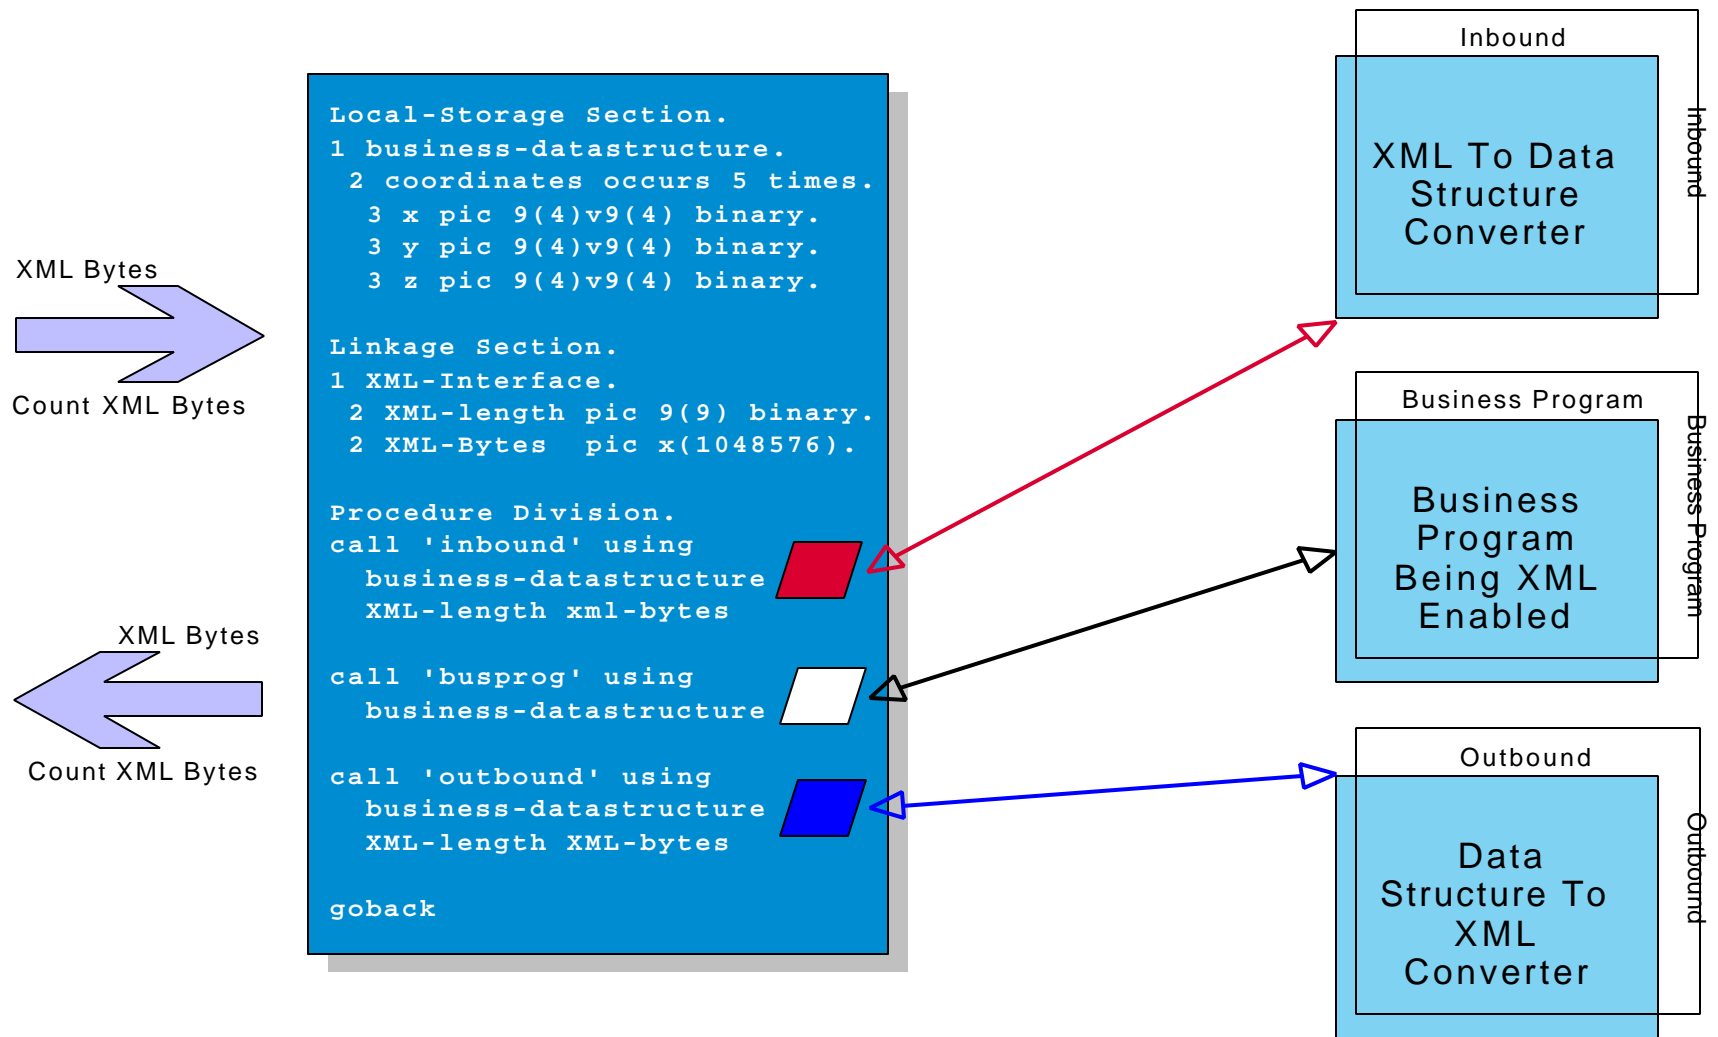 XML Bytes
Count XML Bytes
XML Bytes
Count XML Bytes
Local-Storage Section.
1 business-datastructure.
2 coordinates occurs 5 times.
3 x pic 9(4)v9(4) binary.
3 y pic 9(4)v9(4) binary.
3 z pic 9(4)v9(4) binary.
Linkage Section.
1 XML-Interface.
2 XML-length pic 9(9) binary.
2 XML-Bytes  pic x(1048576).
Procedure Division.
call 'inbound' using
business-datastructure
XML-length xml-bytes
call 'busprog' using
business-datastructure
call 'outbound' using
business-datastructure
XML-length XML-bytes
goback
Inbound
Inbound
XML To Data
Structure
Converter
Business Program
Business Program
Business
Program
Being XML
Enabled
Outbound
Outbound
Data
Structure To
XML
Converter